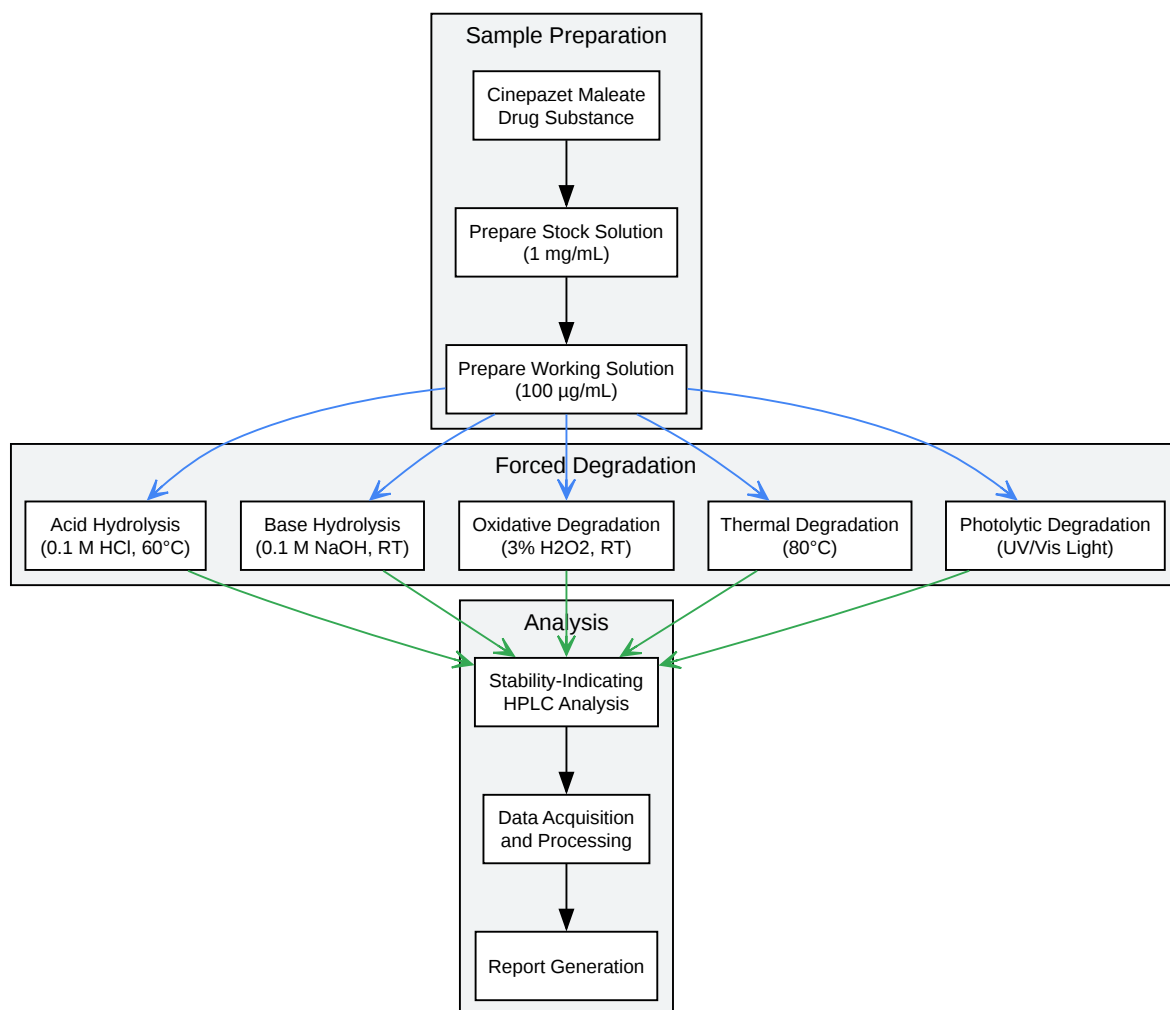 Sample Preparation
Cinepazet Maleate
Drug Substance
Prepare Stock Solution
(1 mg/mL)
Prepare Working Solution
(100 µg/mL)
Forced Degradation
Acid Hydrolysis
(0.1 M HCl, 60°C)
Base Hydrolysis
(0.1 M NaOH, RT)
Oxidative Degradation
(3% H2O2, RT)
Thermal Degradation
(80°C)
Photolytic Degradation
(UV/Vis Light)
Analysis
Stability-Indicating
HPLC Analysis
Data Acquisition
and Processing
Report Generation